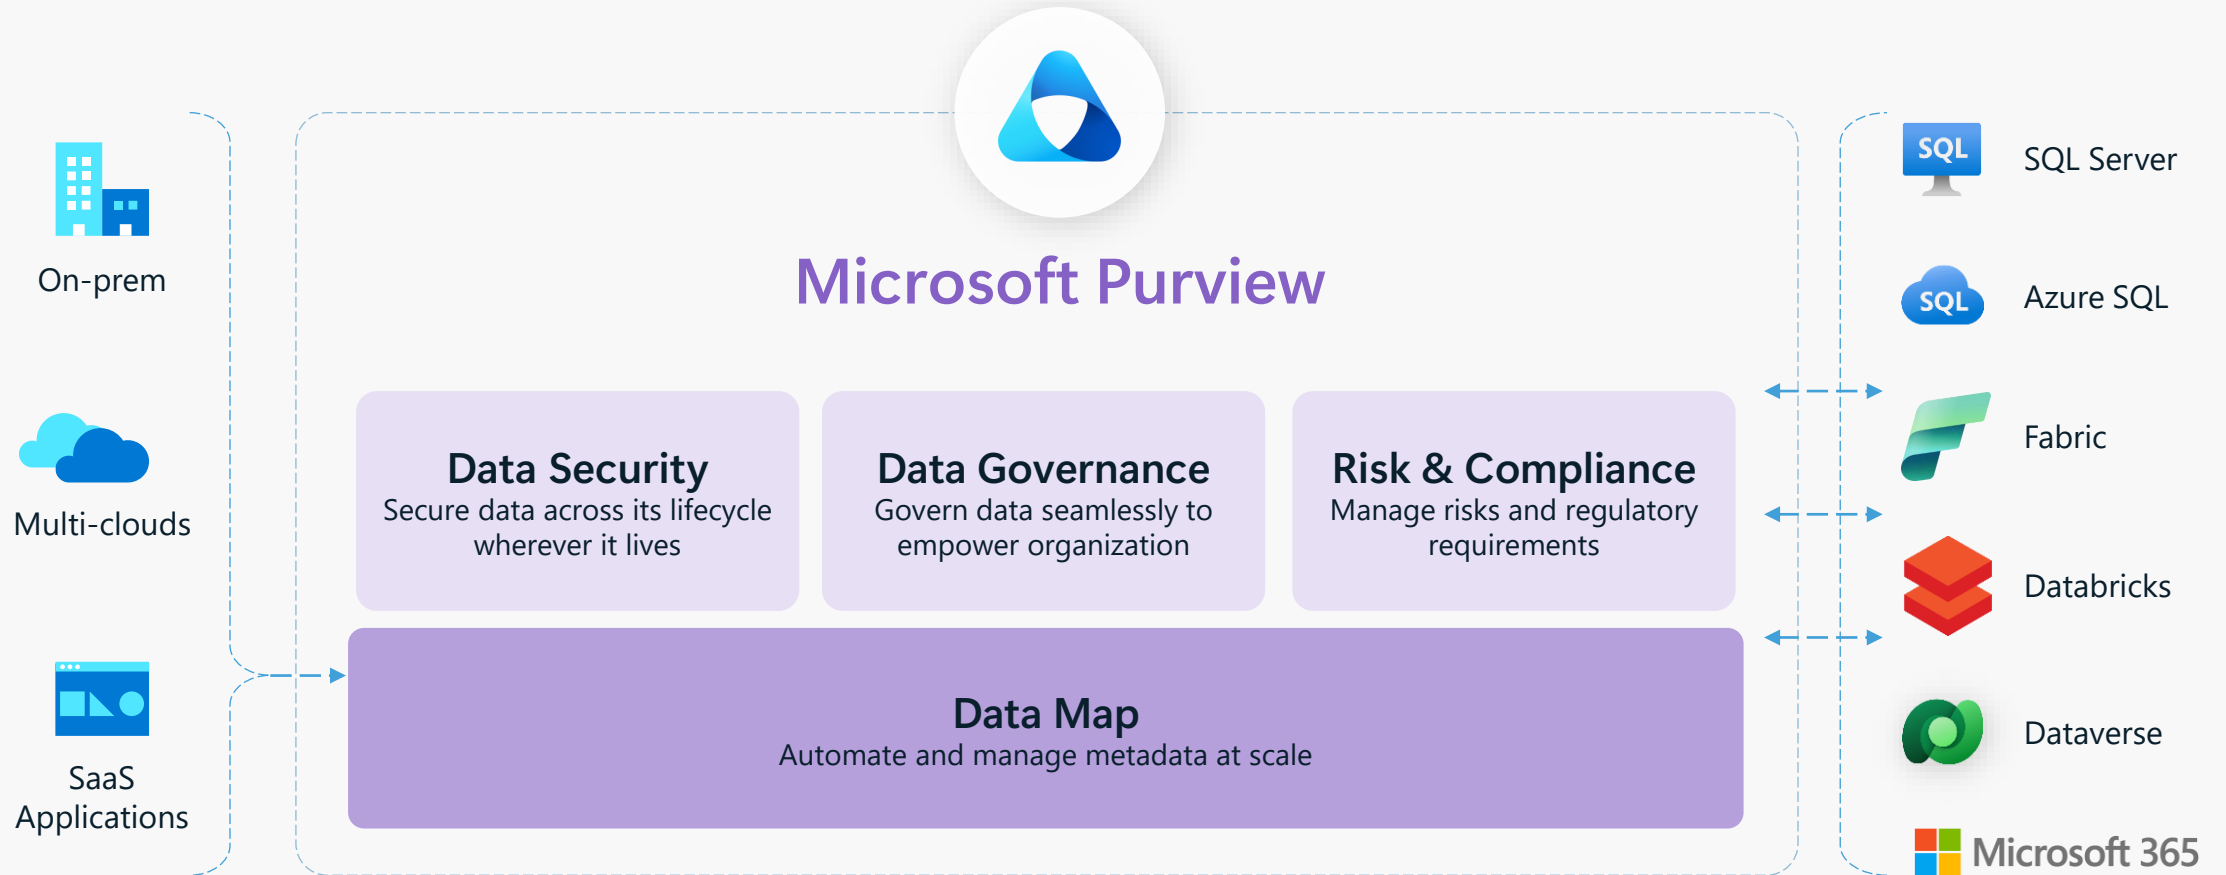 On-prem
Multi-clouds
SaaS
Applications
Microsoft Purview
Data Security
Secure data across its lifecycle
wherever it lives
Data Governance
Govern data seamlessly to
empower organization
Risk & Compliance
Manage risks and regulatory
requirements
Data Map
Automate and manage metadata at scale
SQL
SQL Server
SQL
Azure SQL
Fabric
Databricks
Dataverse
Microsoft 365